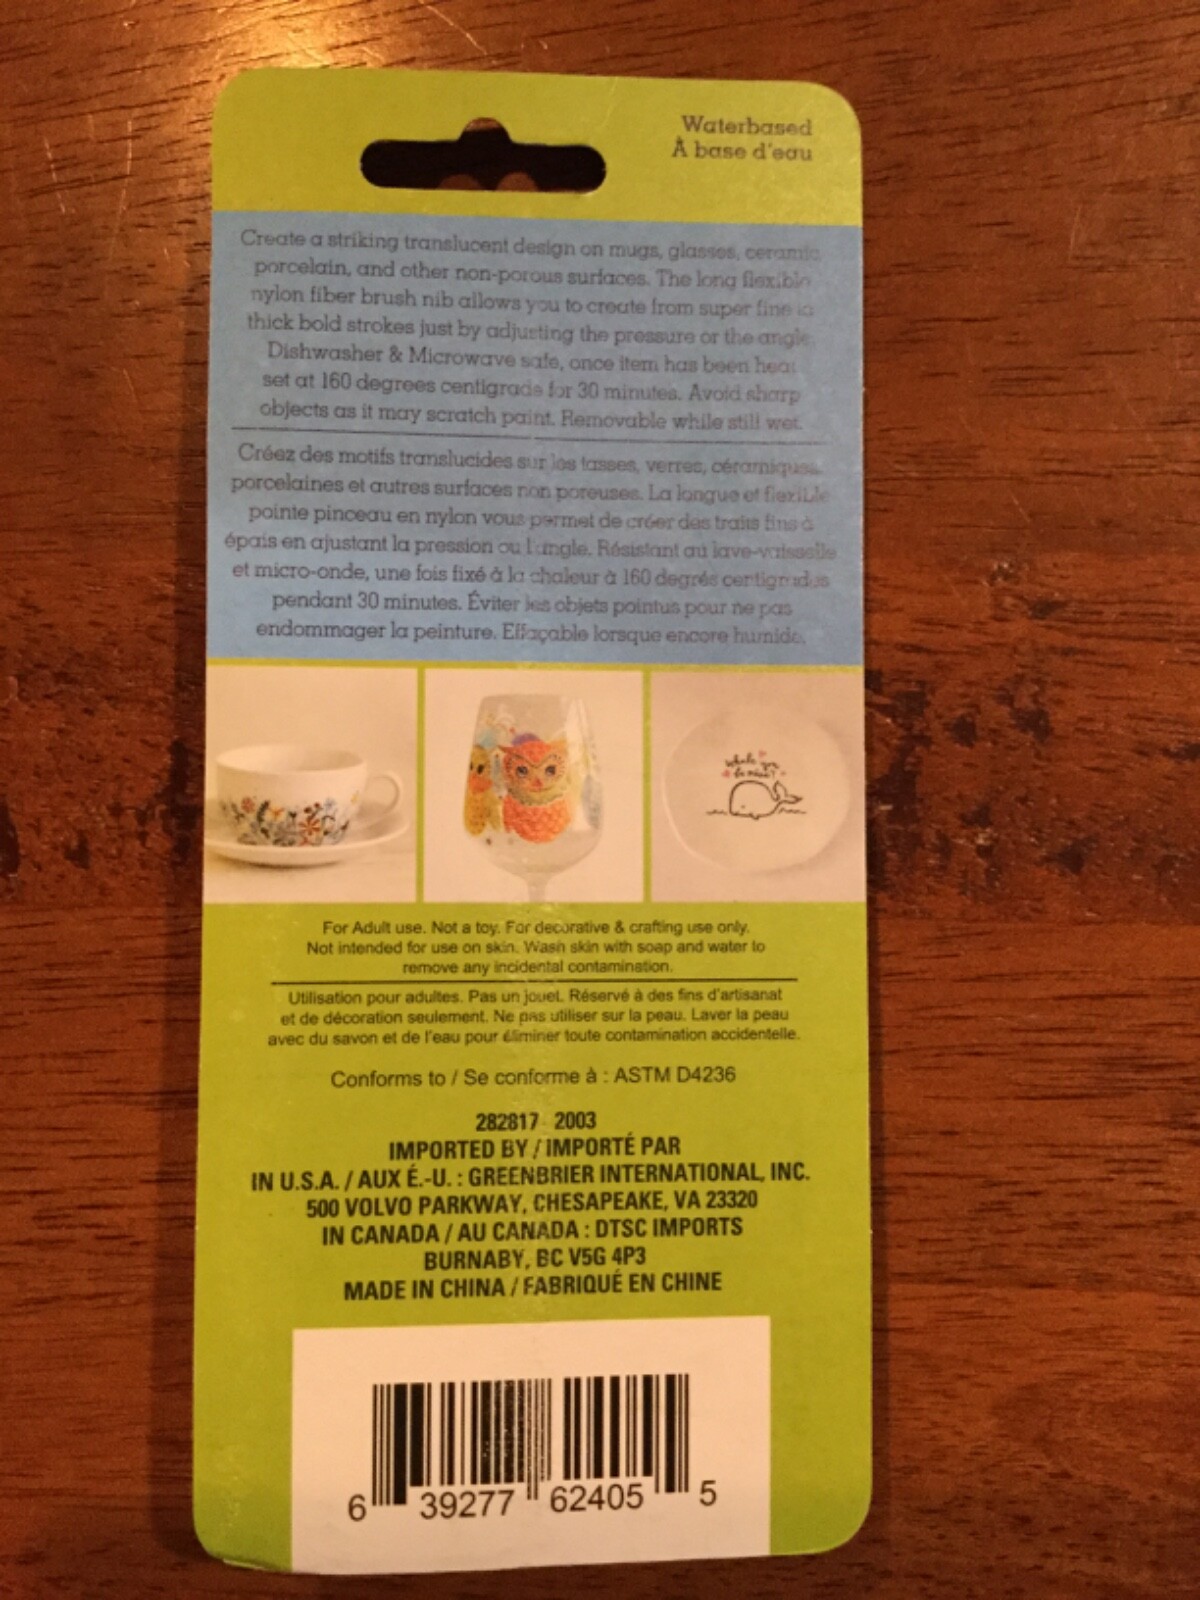 Waterbased
À base d'eau
Create a striking translucent design on mugs, glasses, ceramic,
porcelain, and other non-porous surfaces. The long flexible
nylon fiber brush nib allows you to create from super fine to
thick bold strokes just by adjusting the pressure or the angle.
Dishwasher & Microwave safe, once item has been heat
set at 160 degrees centigrade for 30 minutes. Avoid sharp
objects as it may scratch paint. Removable while still wet.
Créez des motifs translucides sur les tasses, verres, céramiques,
porcelaines et autres surfaces non poreuses. La longue et flexible
pointe pinceau en nylon vous permet de créer des traits fins à
épais en ajustant la pression ou l'angle. Résistant au lave-vaisselle
et micro-onde, une fois fixé à la chaleur à 160 degrés centigrades
pendant 30 minutes. Éviter les objets pointus pour ne pas
endommager la peinture. Effaçable lorsque encore humide.
whale you
be mine?
For Adult use. Not a toy. For decorative & crafting use only.
Not intended for use on skin. Wash skin with soap and water to
remove any incidental contamination.
Utilisation pour adultes. Pas un jouet. Réservé à des fins d'artisanat
et de décoration seulement. Ne pas utiliser sur la peau. Laver la peau
avec du savon et de l'eau pour éliminer toute contamination accidentelle.
Conforms to / Se conforme à : ASTM D4236
282817 2003
IMPORTED BY / IMPORTÉ PAR
IN U.S.A. / AUX É.-U. : GREENBRIER INTERNATIONAL, INC.
500 VOLVO PARKWAY, CHESAPEAKE, VA 23320
IN CANADA / AU CANADA : DTSC IMPORTS
BURNABY, BC V5G 4P3
MADE IN CHINA / FABRIQUÉ EN CHINE
6 39277 62405 5